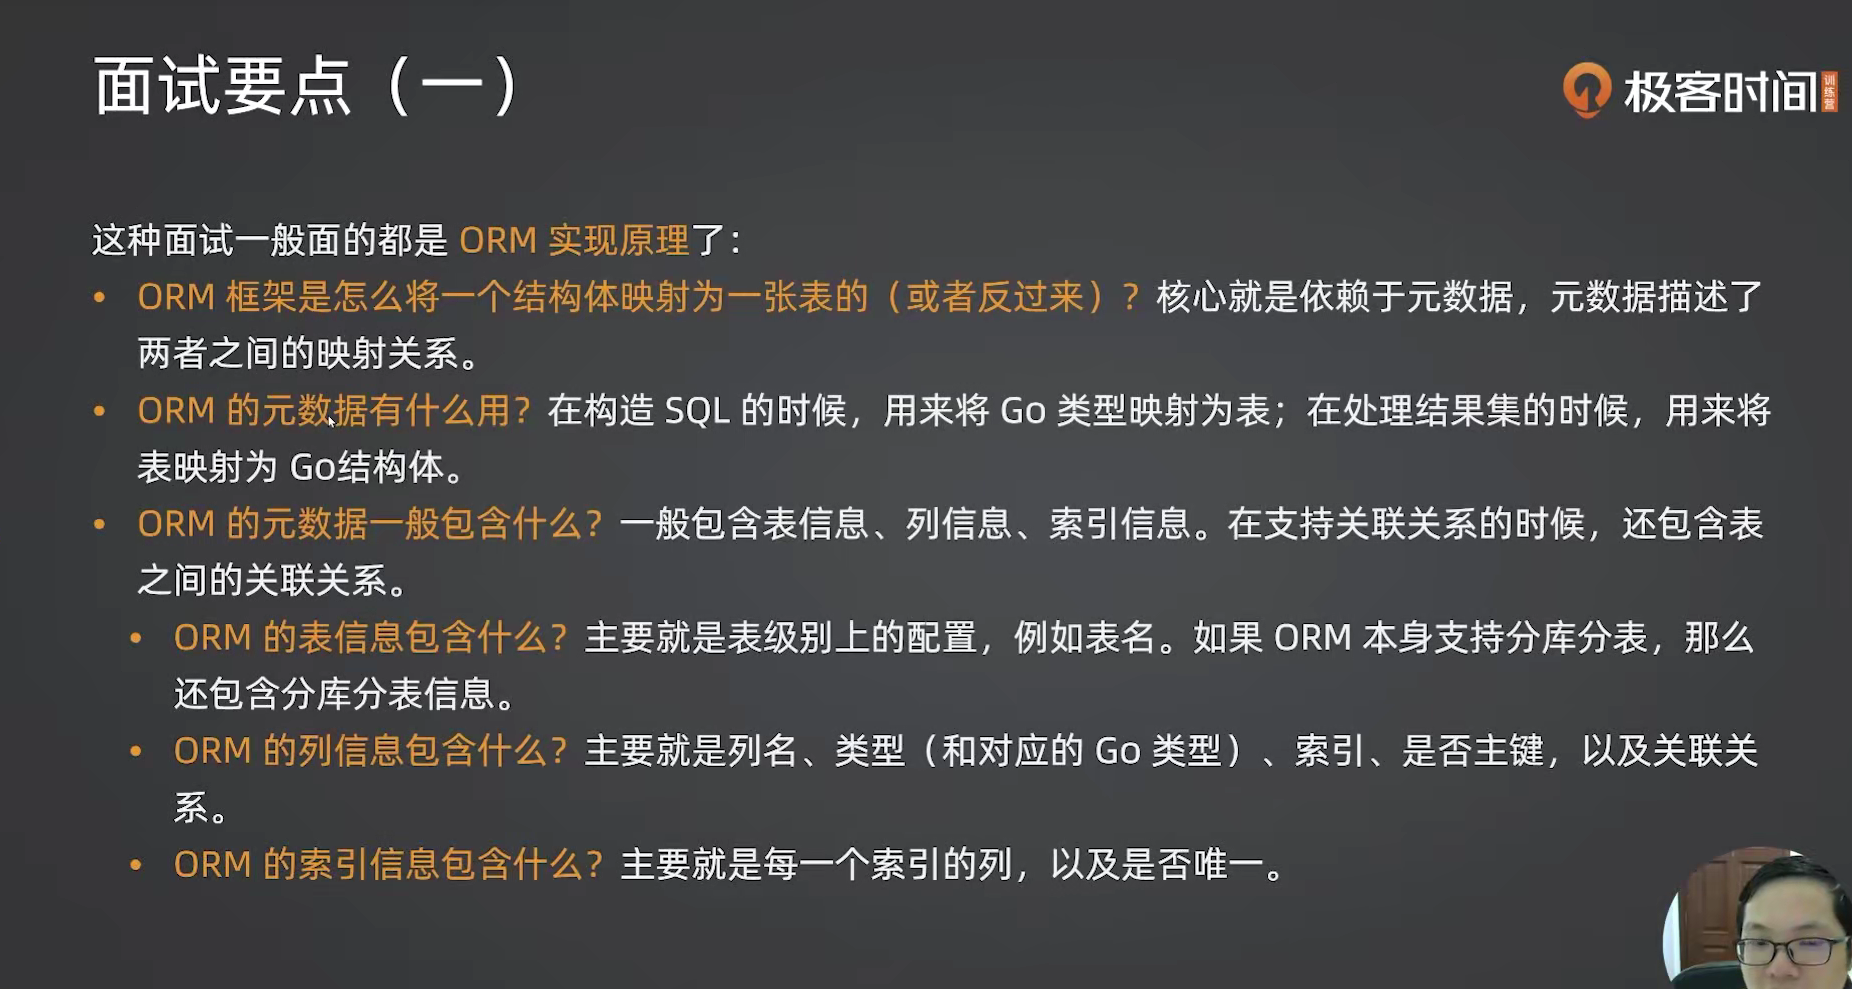 面试要点（一）
极客时间
训练营
这种面试一般面的都是 ORM 实现原理了：
• ORM 框架是怎么将一个结构体映射为一张表的（或者反过来）？核心就是依赖于元数据，元数据描述了
两者之间的映射关系。
• ORM 的元数据有什么用？在构造 SQL 的时候，用来将 Go 类型映射为表；在处理结果集的时候，用来将
表映射为 Go结构体。
• ORM 的元数据一般包含什么？一般包含表信息、列信息、索引信息。在支持关联关系的时候，还包含表
之间的关联关系。
• ORM 的表信息包含什么？主要就是表级别上的配置，例如表名。如果 ORM 本身支持分库分表，那么
还包含分库分表信息。
• ORM 的列信息包含什么？主要就是列名、类型（和对应的 Go 类型）、索引、是否主键，以及关联关
系。
• ORM 的索引信息包含什么？主要就是每一个索引的列，以及是否唯一。